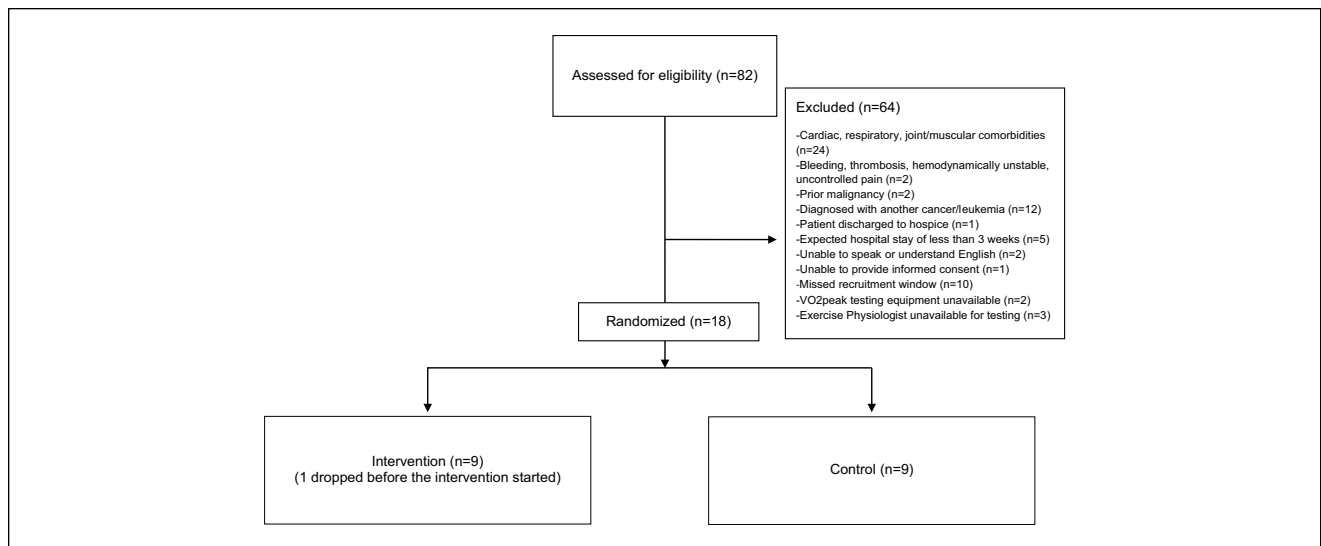 Assessed for eligibility (n=82)
Excluded (n=64)
-Cardiac, respiratory, joint/muscular comorbidities
(n=24)
-Bleeding, thrombosis, hemodynamically unstable,
uncontrolled pain (n=2)
-Prior malignancy (n=2)
-Diagnosed with another cancer/leukemia (n=12)
-Patient discharged to hospice (n=1)
-Expected hospital stay of less than 3 weeks (n=5)
-Unable to speak or understand English (n=2)
-Unable to provide informed consent (n=1)
-Missed recruitment window (n=10)
-VO2peak testing equipment unavailable (n=2)
-Exercise Physiologist unavailable for testing (n=3)
Randomized (n=18)
Intervention (n=9)
(1 dropped before the intervention started)
Control (n=9)